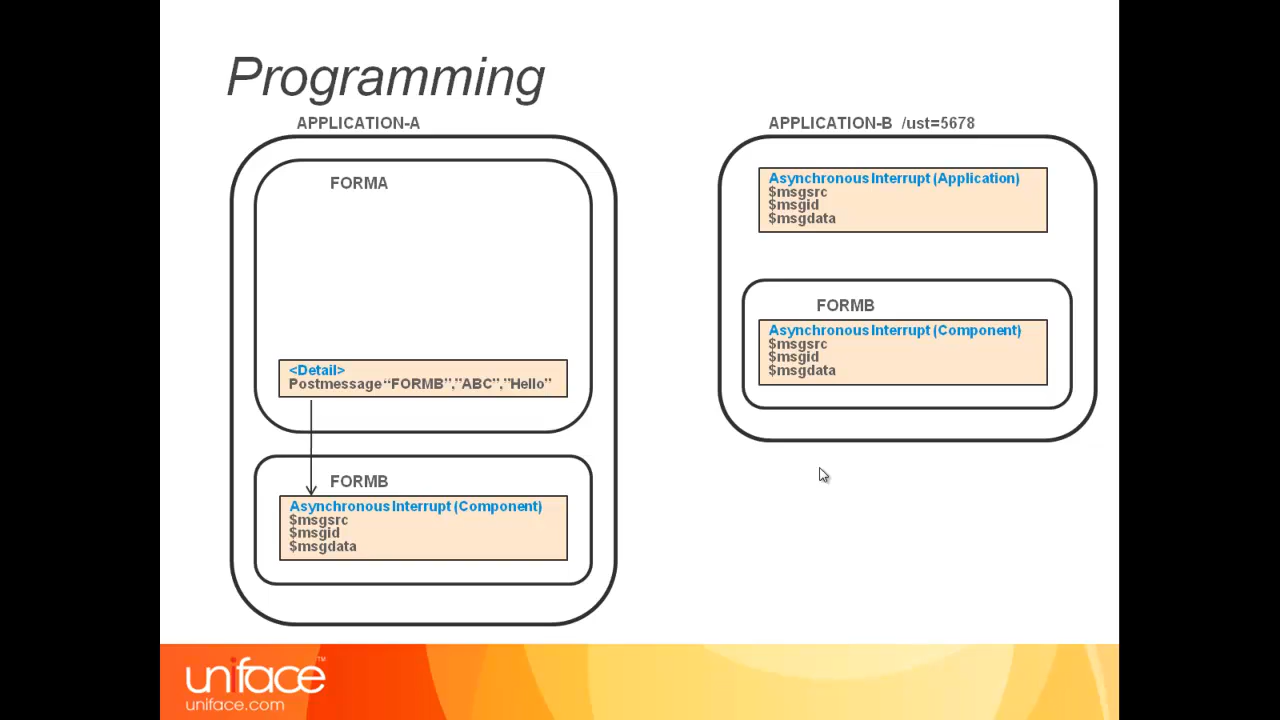 Programming
APPLICATION-A
FORMA
<Detail>
Postmessage “FORMB”,”ABC”,”Hello”
FORMB
Asynchronous Interrupt (Component)
$msgsrc
$msgid
$msgdata
APPLICATION-B /ust=5678
Asynchronous Interrupt (Application)
$msgsrc
$msgid
$msgdata
FORMB
Asynchronous Interrupt (Component)
$msgsrc
$msgid
$msgdata
uniface™
uniface.com